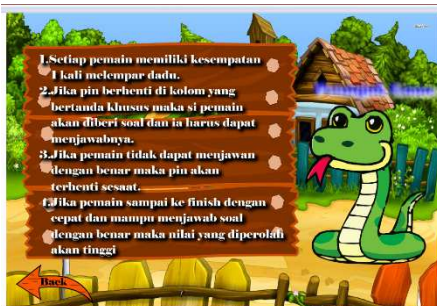 1.Setiap pemain memiliki kesempatan
1 kali melempar dadu.
2.Jika pin berhenti di kolom yang
bertanda khusus maka si pemain
akan diberi soal dan ia harus dapat
menjawabnya.
3.Jika pemain tidak dapat menjawan
dengan benar maka pin akan
terhenti sesaat.
4.Jika pemain sampai ke finish dengan
cepat dan mampu menjawab soal
dengan benar maka nilai yang diperolah
akan tinggi
Back